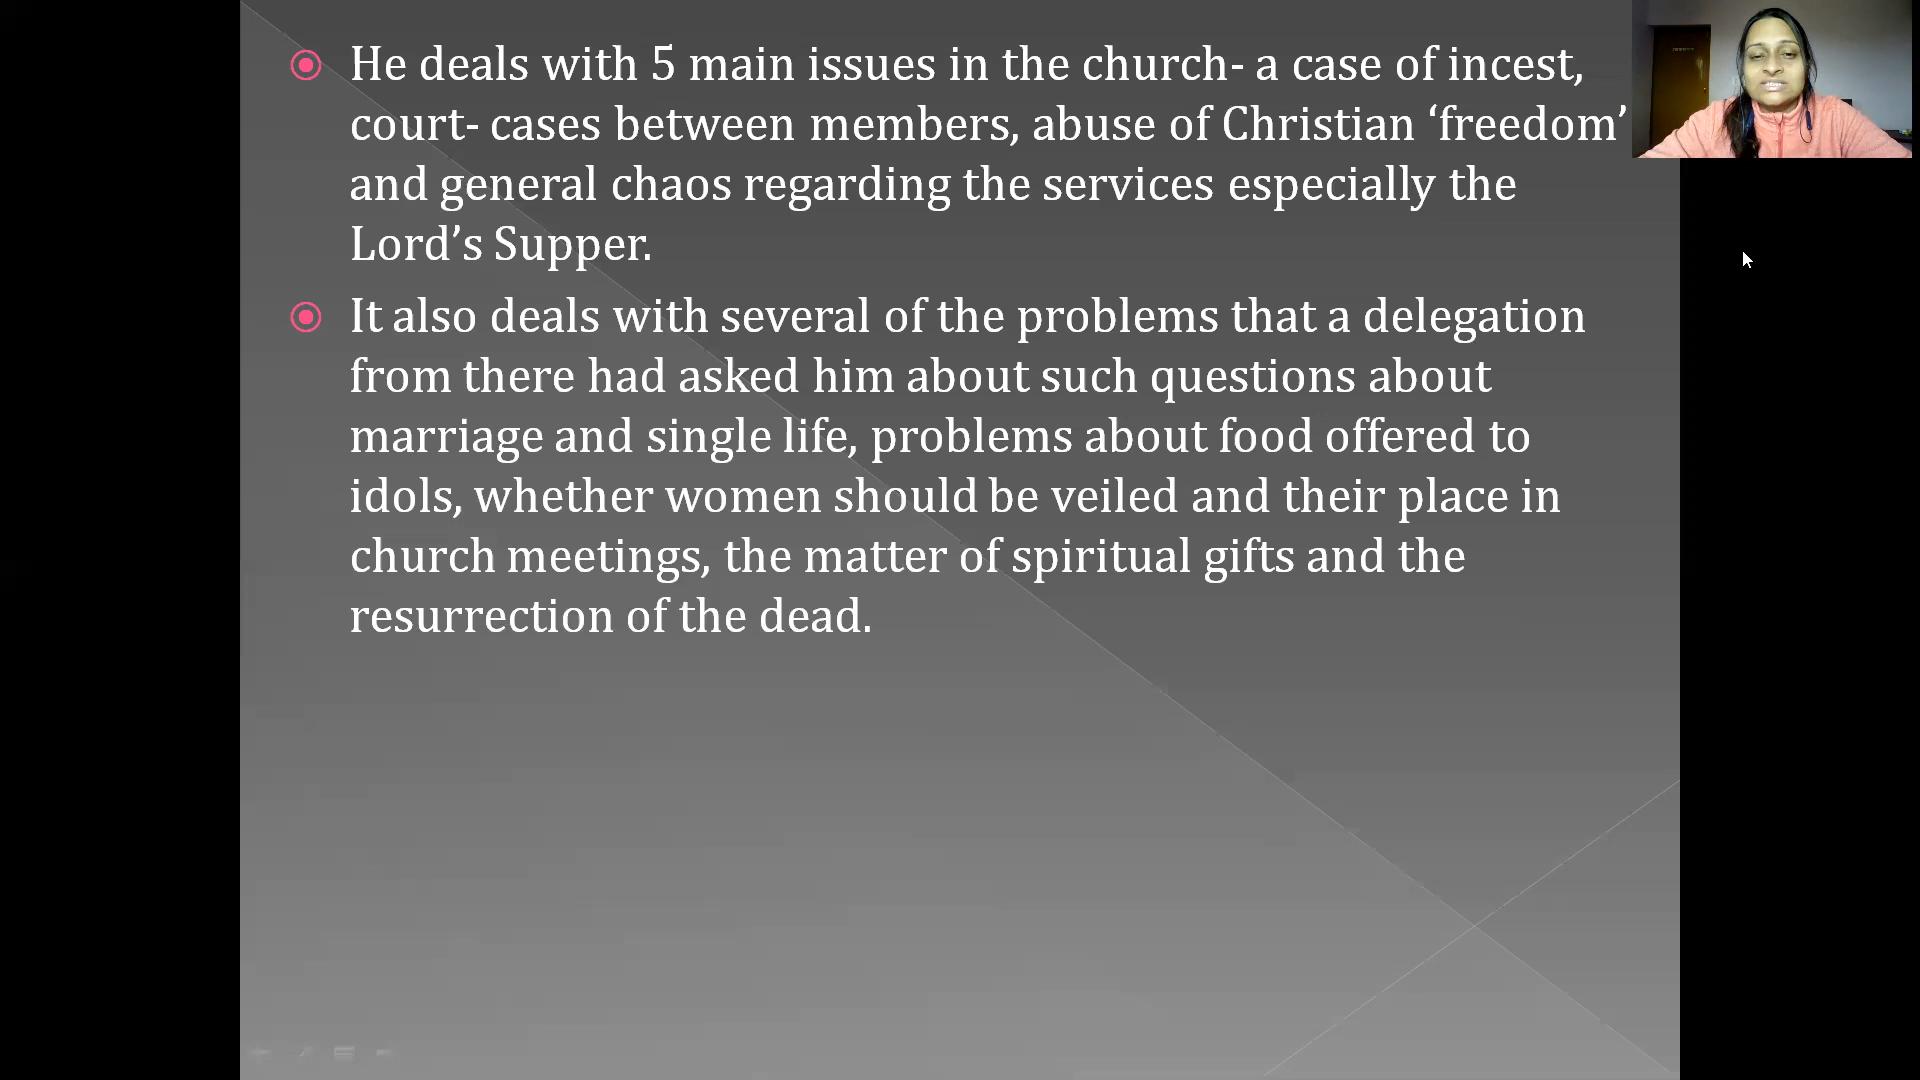 He deals with 5 main issues in the church- a case of incest,
court- cases between members, abuse of Christian ‘freedom’
and general chaos regarding the services especially the
Lord’s Supper.
It also deals with several of the problems that a delegation
from there had asked him about such questions about
marriage and single life, problems about food offered to
idols, whether women should be veiled and their place in
church meetings, the matter of spiritual gifts and the
resurrection of the dead.